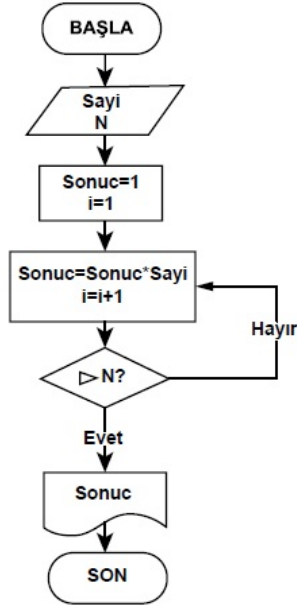 BAŞLA
Sayi
N
Sonuc=1
i=1
Sonuc=Sonuc*Sayi
i=i+1
Hayır
▷ N?
Evet
Sonuc
SON